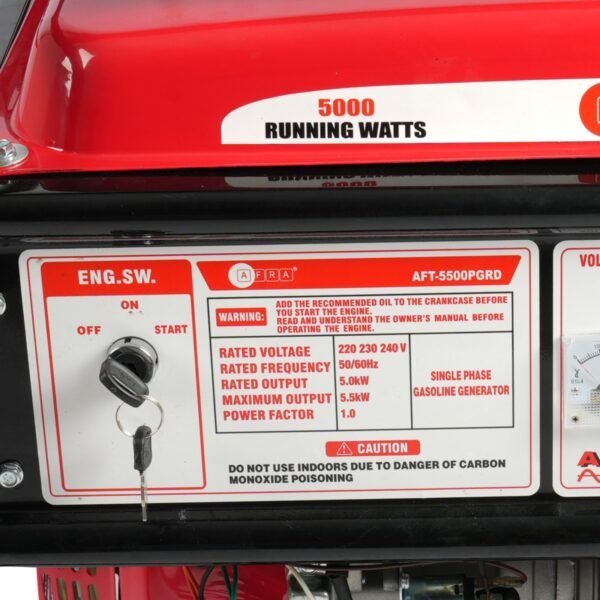 5000
RUNNING WATTS
ENG.SW.
ON
OFF START
AFRA AFT-5500PGRD
WARNING: ADD THE RECOMMENDED OIL TO THE CRANKCASE BEFORE
YOU START THE ENGINE.
READ AND UNDERSTAND THE OWNER'S MANUAL BEFORE
OPERATING THE ENGINE.
RATED VOLTAGE 220 230 240 V
RATED FREQUENCY 50/60Hz
RATED OUTPUT 5.0kW
MAXIMUM OUTPUT 5.5kW
POWER FACTOR 1.0
SINGLE PHASE
GASOLINE GENERATOR
CAUTION
DO NOT USE INDOORS DUE TO DANGER OF CARBON
MONOXIDE POISONING
VOL